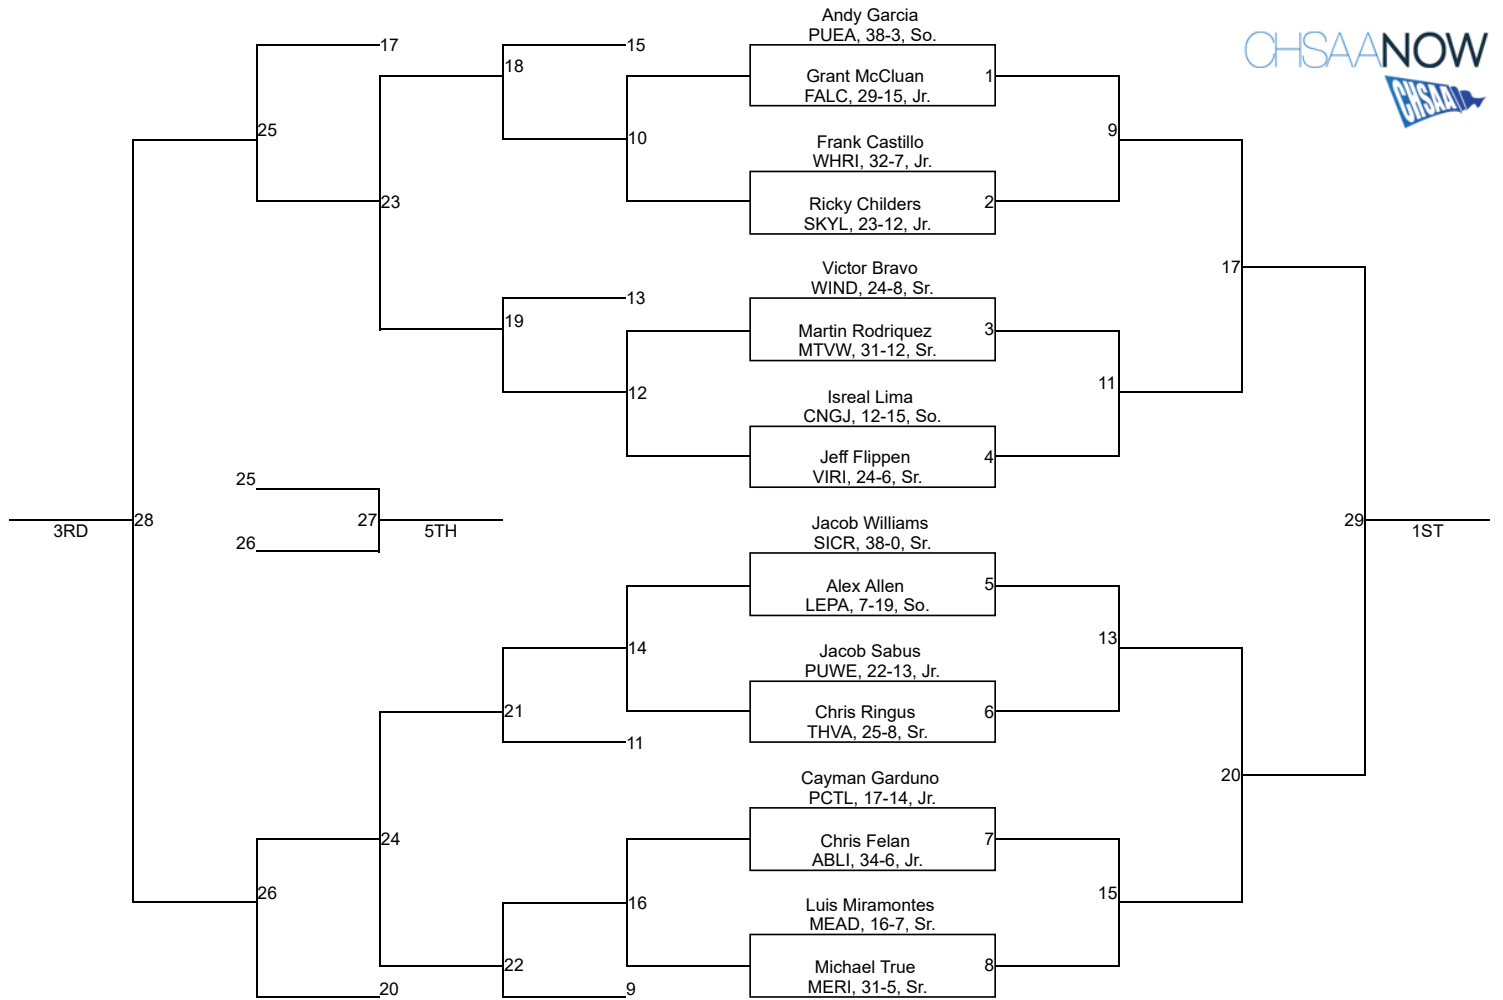 Andy Garcia
PUEA, 38-3, So.
CHSAANOW
CHSAA
17
15
18
Grant McCluan
1
FALC, 29-15, Jr.
25
10
9
Frank Castillo
WHRI, 32-7, Jr.
23
Ricky Childers
2
SKYL, 23-12, Jr.
Victor Bravo
17
WIND, 24-8, Sr.
13
19
Martin Rodriquez
3
MTVW, 31-12, Sr.
12
11
Isreal Lima
CNGJ, 12-15, So.
Jeff Flippen
4
VIRI, 24-6, Sr.
25
28
27
29
3RD
5TH
1ST
26
Jacob Williams
SICR, 38-0, Sr.
Alex Allen
5
LEPA, 7-19, So.
14
13
Jacob Sabus
PUWE, 22-13, Jr.
21
Chris Ringus
6
THVA, 25-8, Sr.
11
20
Cayman Garduno
PCTL, 17-14, Jr.
24
Chris Felan
7
ABLI, 34-6, Jr.
26
16
15
Luis Miramontes
MEAD, 16-7, Sr.
22
Michael True
8
MERI, 31-5, Sr.
20
9